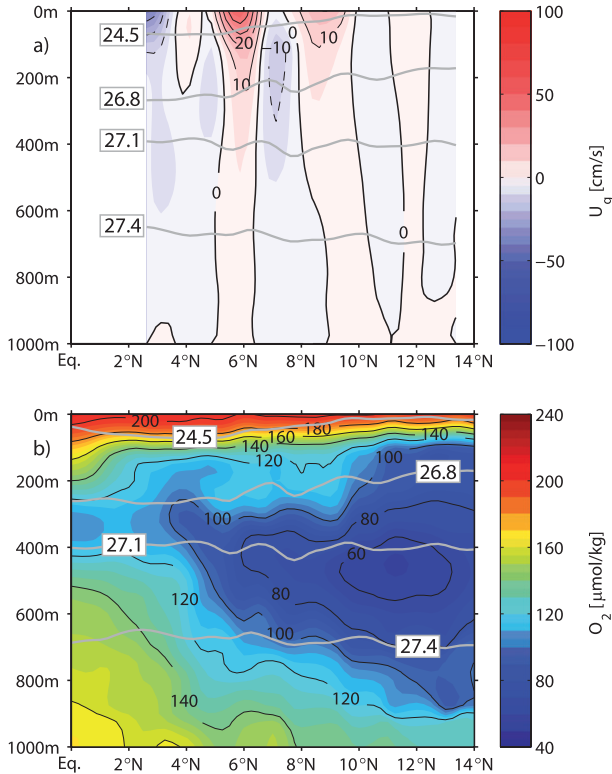 a)
0m
200m
400m
600m
800m
1000m
24.5
26.8
27.1
27.4
20
10
10
0
-10
10
0
0
Eq.
2°N
4°N
6°N
8°N
10°N
12°N
14°N
100
50
0
−50
−100
U_g [cm/s]
b)
0m
200m
400m
600m
800m
1000m
200
180
160
140
120
140
100
24.5
26.8
27.1
27.4
100
80
60
80
100
120
120
140
Eq.
2°N
4°N
6°N
8°N
10°N
12°N
14°N
240
200
160
120
80
40
O_2 [μmol/kg]